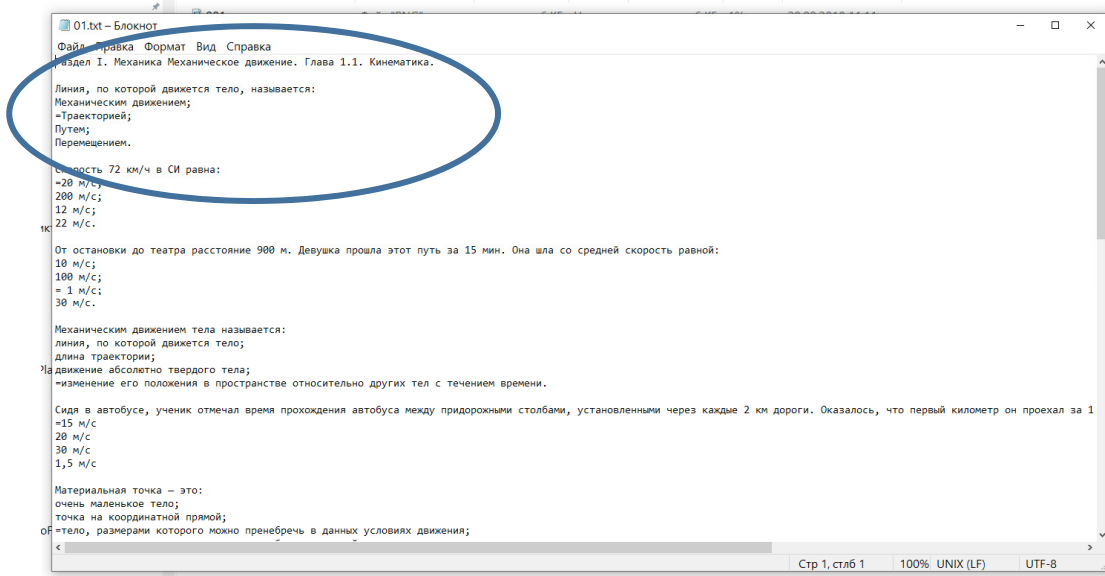 01.txt – Блокнот
Файл Правка Формат Вид Справка
Раздел I. Механика Механическое движение. Глава 1.1. Кинематика.
Линия, по которой движется тело, называется:
Механическим движением;
=Траекторией;
Путем;
Перемещением.
Скорость 72 км/ч в СИ равна:
=20 м/с;
200 м/с;
12 м/с;
22 м/с.
От остановки до театра расстояние 900 м. Девушка прошла этот путь за 15 мин. Она шла со средней скорость равной:
10 м/с;
100 м/с;
= 1 м/с;
30 м/с.
Механическим движением тела называется:
линия, по которой движется тело;
длина траектории;
движение абсолютно твердого тела;
=изменение его положения в пространстве относительно других тел с течением времени.
Сидя в автобусе, ученик отмечал время прохождения автобуса между придорожными столбами, установленными через каждые 2 км дороги. Оказалось, что первый километр он проехал за 1
=15 м/с
20 м/с
30 м/с
1,5 м/с
Материальная точка – это:
очень маленькое тело;
точка на координатной прямой;
=тело, размерами которого можно пренебречь в данных условиях движения;
Стр 1, стлб 1 100% UNIX (LF) UTF-8